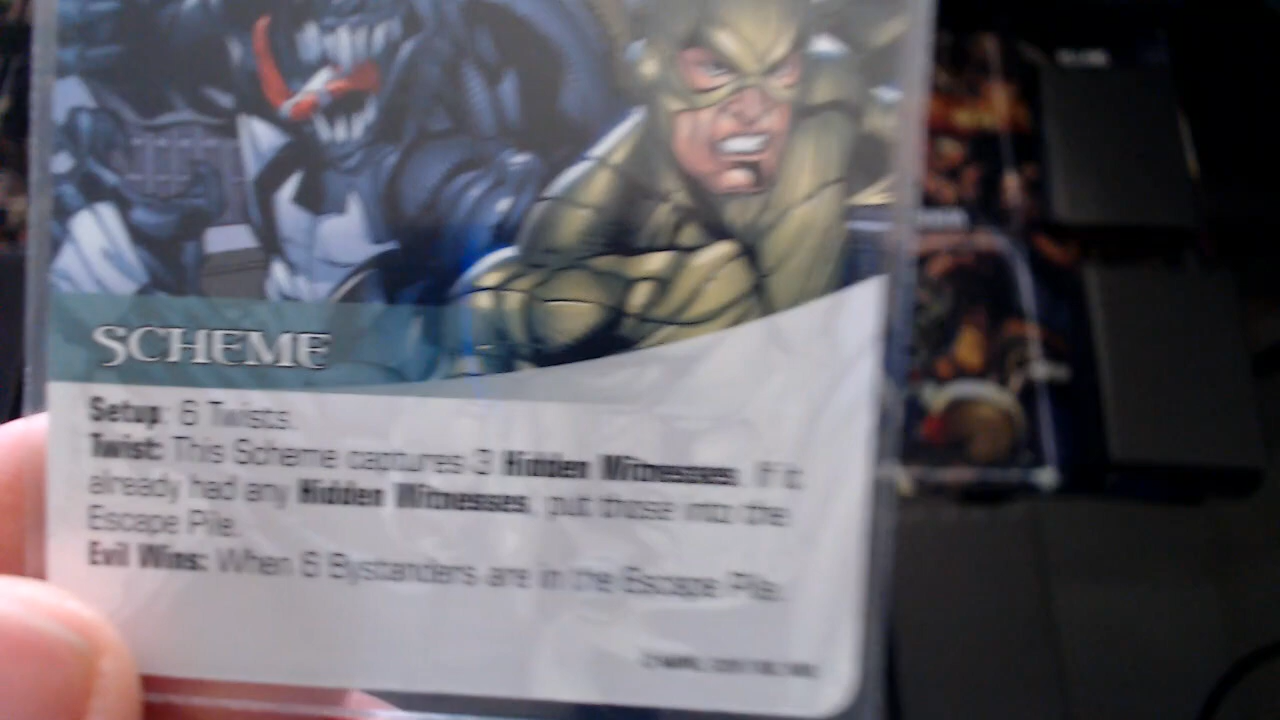 SCHEME
Setup: 6 Twists.
Twist: This Scheme captures 3 Hidden Witnesses. If it
already had any Hidden Witnesses, put those into the
Escape Pile.
Evil Wins: When 6 Bystanders are in the Escape Pile.